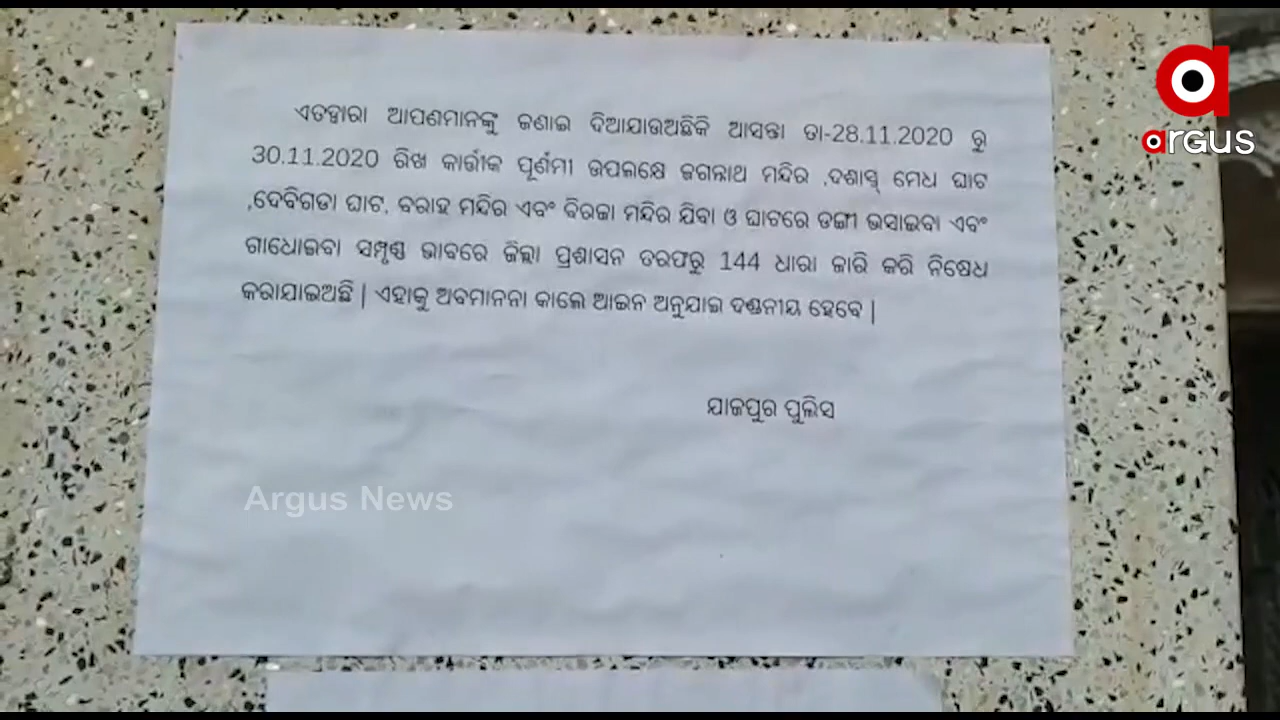 ଏତଦ୍ୱାରା ଆପଣମାନଙ୍କୁ ଜଣାଇ ଦିଆଯାଉଅଛିକି ଆସନ୍ତା ତା-28.11.2020 ରୁ
30.11.2020 ରିଖ କାର୍ତ୍ତୀକ ପୂର୍ଣମୀ ଉପଲକ୍ଷେ ଜଗନ୍ନାଥ ମନ୍ଦିର ,ଦଶାସ୍ଵ ମେଧ ଘାଟ
,ଦେବିଗଡା ଘାଟ, ବରାହ ମନ୍ଦିର ଏବଂ ବିରଜା ମନ୍ଦିର ଯିବା ଓ ଘାଟରେ ଡଙ୍ଗୀ ଭସାଇବା ଏବଂ
ଗାଧୋଇବା ସମ୍ପୂଣ୍ଣ ଭାବରେ ଜିଲ୍ଲା ପ୍ରଶାସନ ତରଫରୁ 144 ଧାରା ଜାରି କରି ନିଷେଧ
କରାଯାଇଅଛି | ଏହାକୁ ଅବମାନନା କାଲେ ଆଇନ ଅନୁଯାଇ ଦଣ୍ଡନୀୟ ହେବେ |
ଯାଜପୁର ପୁଲିସ
Argus News
argus